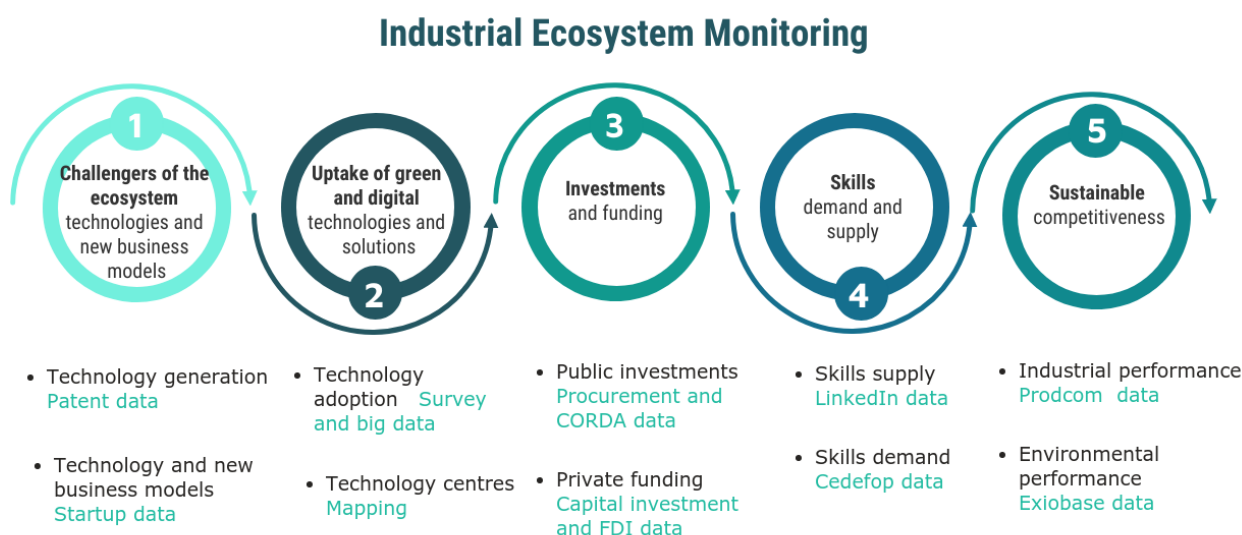 Industrial Ecosystem Monitoring
1
Challengers of the
ecosystem
technologies and
new business
models
2
Uptake of green
and digital
technologies and
solutions
3
Investments
and funding
4
Skills
demand and
supply
5
Sustainable
competitiveness
• Technology generation
Patent data
• Technology and new
business models
Startup data
• Technology
adoption Survey
and big data
• Technology centres
Mapping
• Public investments
Procurement and
CORDA data
• Private funding
Capital investment
and FDI data
• Skills supply
LinkedIn data
• Skills demand
Cedefop data
• Industrial performance
Prodcom data
• Environmental
performance
Exiobase data